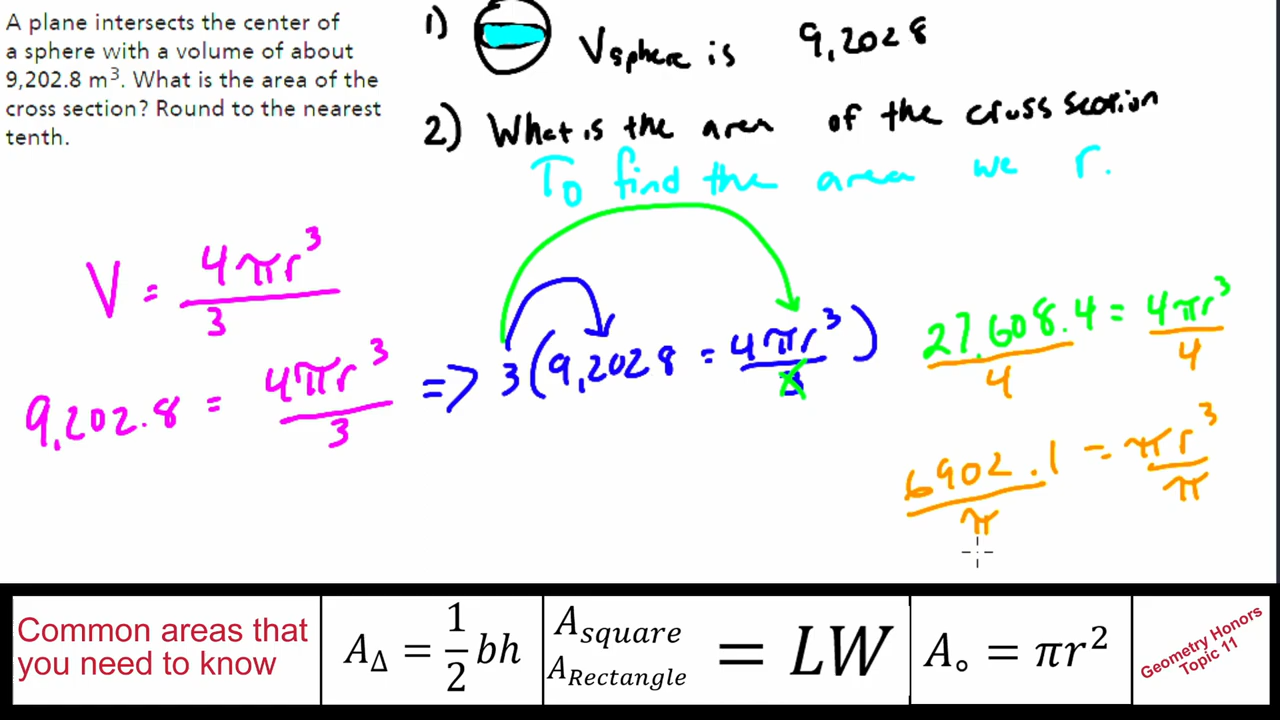 A plane intersects the center of
a sphere with a volume of about
9,202.8 m³. What is the area of the
cross section? Round to the nearest
tenth.
1) Vsphere is 9,2028
2) What is the area of the cross section
To find the area we r.
V = 4πr³/3
9,202.8 = 4πr³/3 => 3(9,2028 = 4πr³/3)
27,608.4/4 = 4πr³/4
6902.1/π = πr³/π
Common areas that
you need to know
A△ = 1/2 bh
Asquare
ARectangle
= LW
A○ = πr²
Geometry Honors
Topic 11